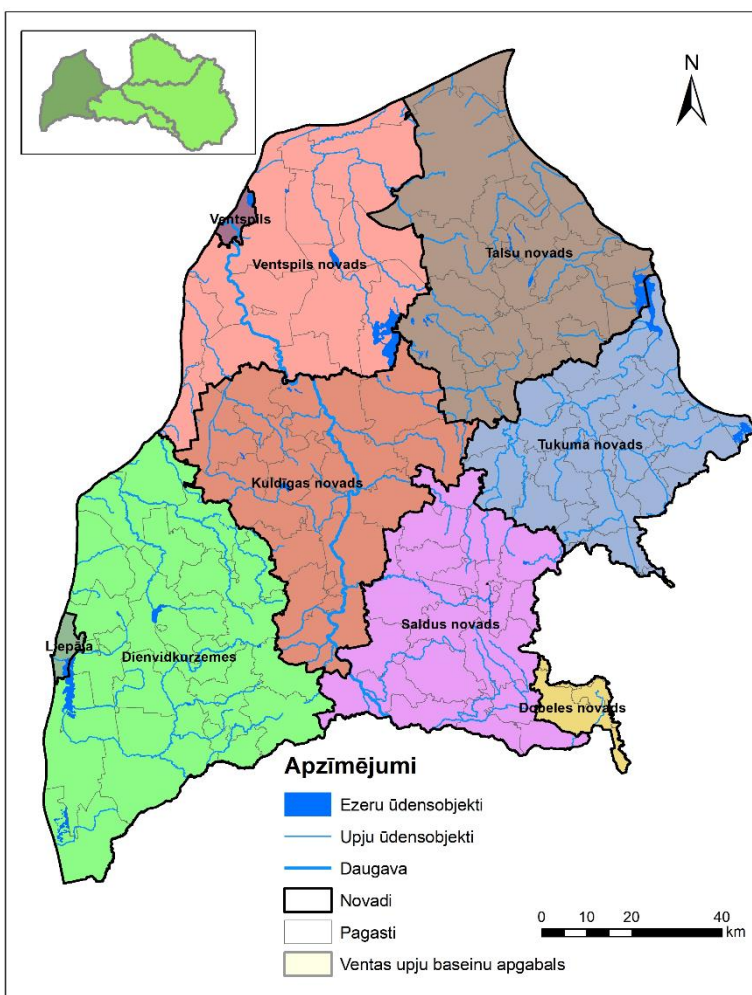 N
Ventspils
Ventspils novads
Talsu novads
Tukuma novads
Kuldīgas novads
Saldus novads
Liepāja
Dienvidkurzemes
Dobeles novads
Apzīmējumi
Ezeru ūdensobjekti
Upju ūdensobjekti
Daugava
Novadi
Pagasti
Ventas upju baseinu apgabals
0 10 20 40
km